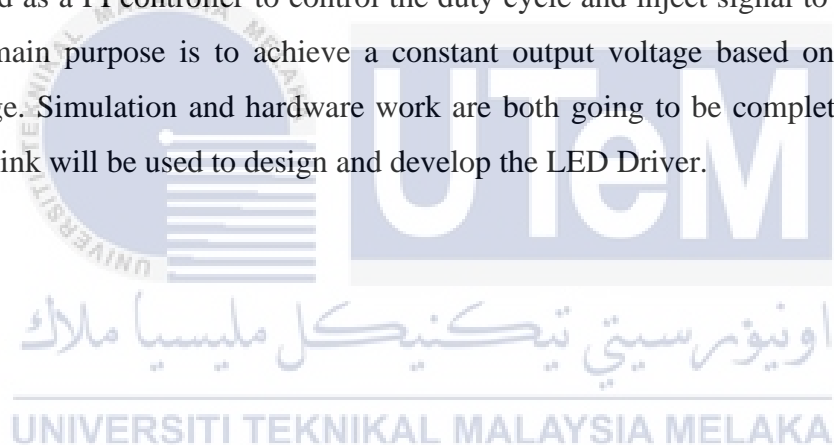 d as a PI controller to control the duty cycle and inject signal to
main purpose is to achieve a constant output voltage based on
ge. Simulation and hardware work are both going to be complet
ink will be used to design and develop the LED Driver.
UTeM
اونيۏرسيتي تيكنيكل مليسيا ملاك
UNIVERSITI TEKNIKAL MALAYSIA MELAKA